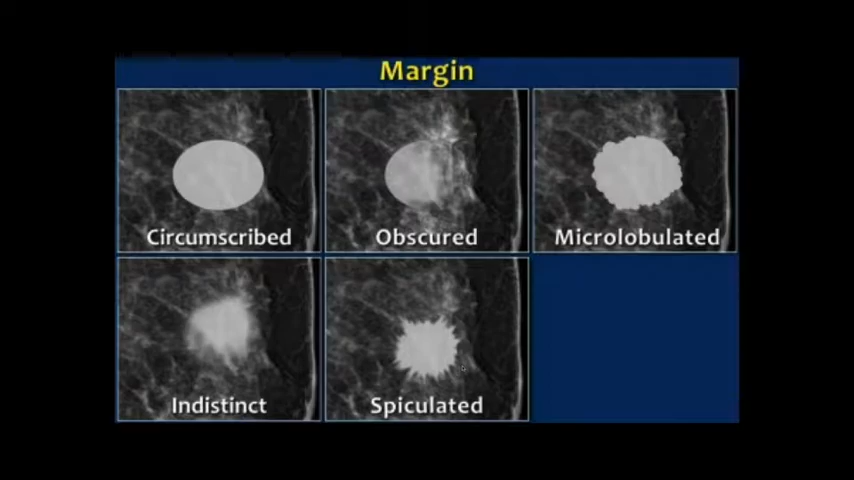 Margin
Circumscribed
Obscured
Microlobulated
Indistinct
Spiculated